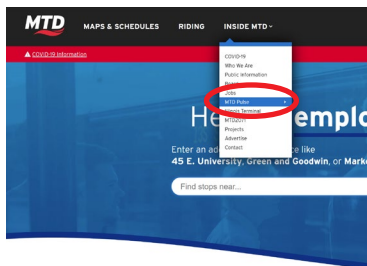 MTD MAPS & SCHEDULES RIDING INSIDE MTD
COVID-19 Information
COVID-19
Who We Are
Public Information
Jobs
MTD Pulse
Illinois Terminal
MTD2071
Projects
Advertise
Contact
He emplo
Enter an ad ce like
45 E. University, Green and Goodwin, or Mark
Find stops near...